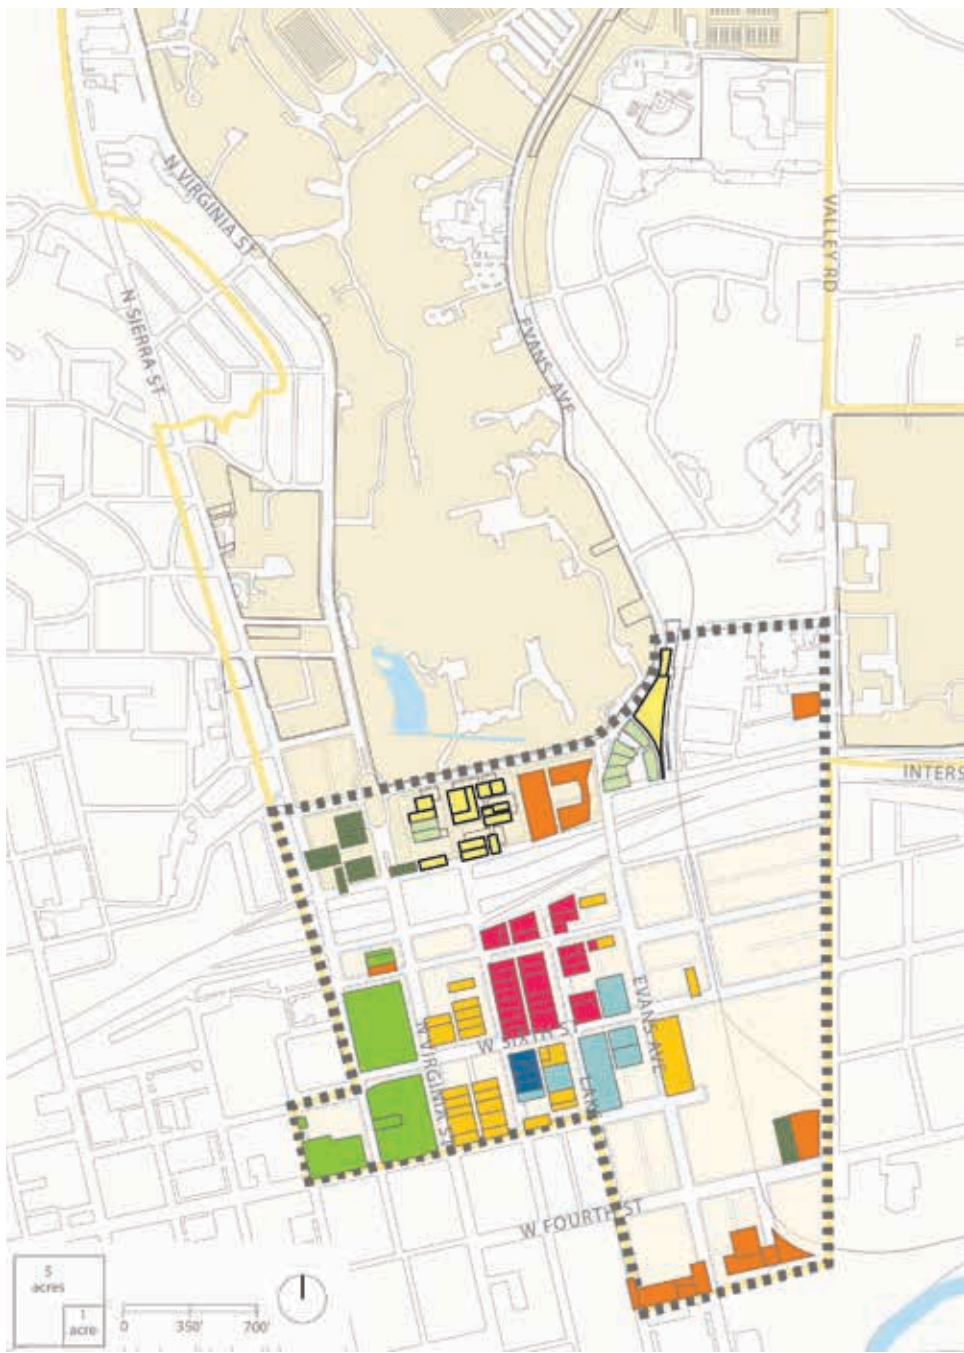 N VIRGINIA ST
VALLEY RD
N SIERRA ST
EVANS AVE
INTERS
EVANS AVE
W SIXTH ST
N VIRGINIA ST
LAKE
W FOURTH ST
5
acres
1
acre
0 350' 700'